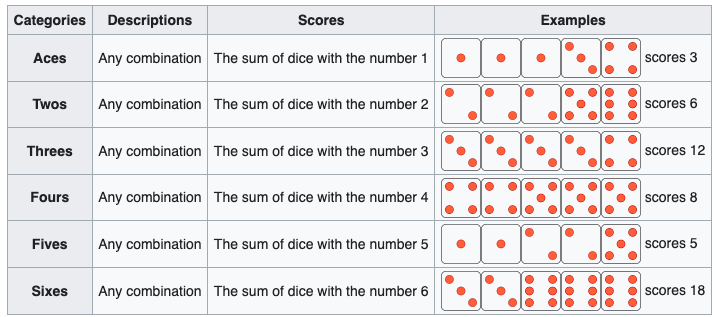 Categories Descriptions Scores Examples
Aces Any combination The sum of dice with the number 1 scores 3
Twos Any combination The sum of dice with the number 2 scores 6
Threes Any combination The sum of dice with the number 3 scores 12
Fours Any combination The sum of dice with the number 4 scores 8
Fives Any combination The sum of dice with the number 5 scores 5
Sixes Any combination The sum of dice with the number 6 scores 18